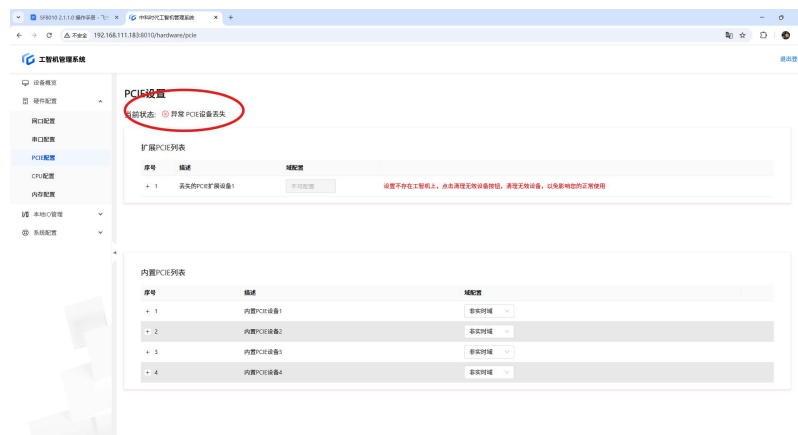 SF8010 2.1.1.0 操作手册 - 飞
中科时代工智机管理系统
不安全 192.168.111.183:8010/hardware/pcie
工智机管理系统
退出登
设备概览
硬件配置
网口配置
串口配置
PCIE配置
CPU配置
内存配置
本地IO管理
系统配置
PCIE设置
当前状态: 异常 PCIE设备丢失
扩展PCIE列表
序号 描述 域配置
+ 1 丢失的PCIE扩展设备1 不可配置 设置不存在工智机上，点击清理无效设备按钮，清理无效设备，以免影响您的正常使用
内置PCIE列表
序号 描述 域配置
+ 1 内置PCIE设备1 非实时域
+ 2 内置PCIE设备2 非实时域
+ 3 内置PCIE设备3 非实时域
+ 4 内置PCIE设备4 非实时域